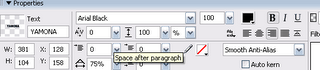 Properties
Text
Arial Black
100
B I
YAMONA
0
100 %
W: 381 X: 128
0
0
Smooth Anti-Alias
H: 104 Y: 158
75%
Space after paragraph
Auto kern